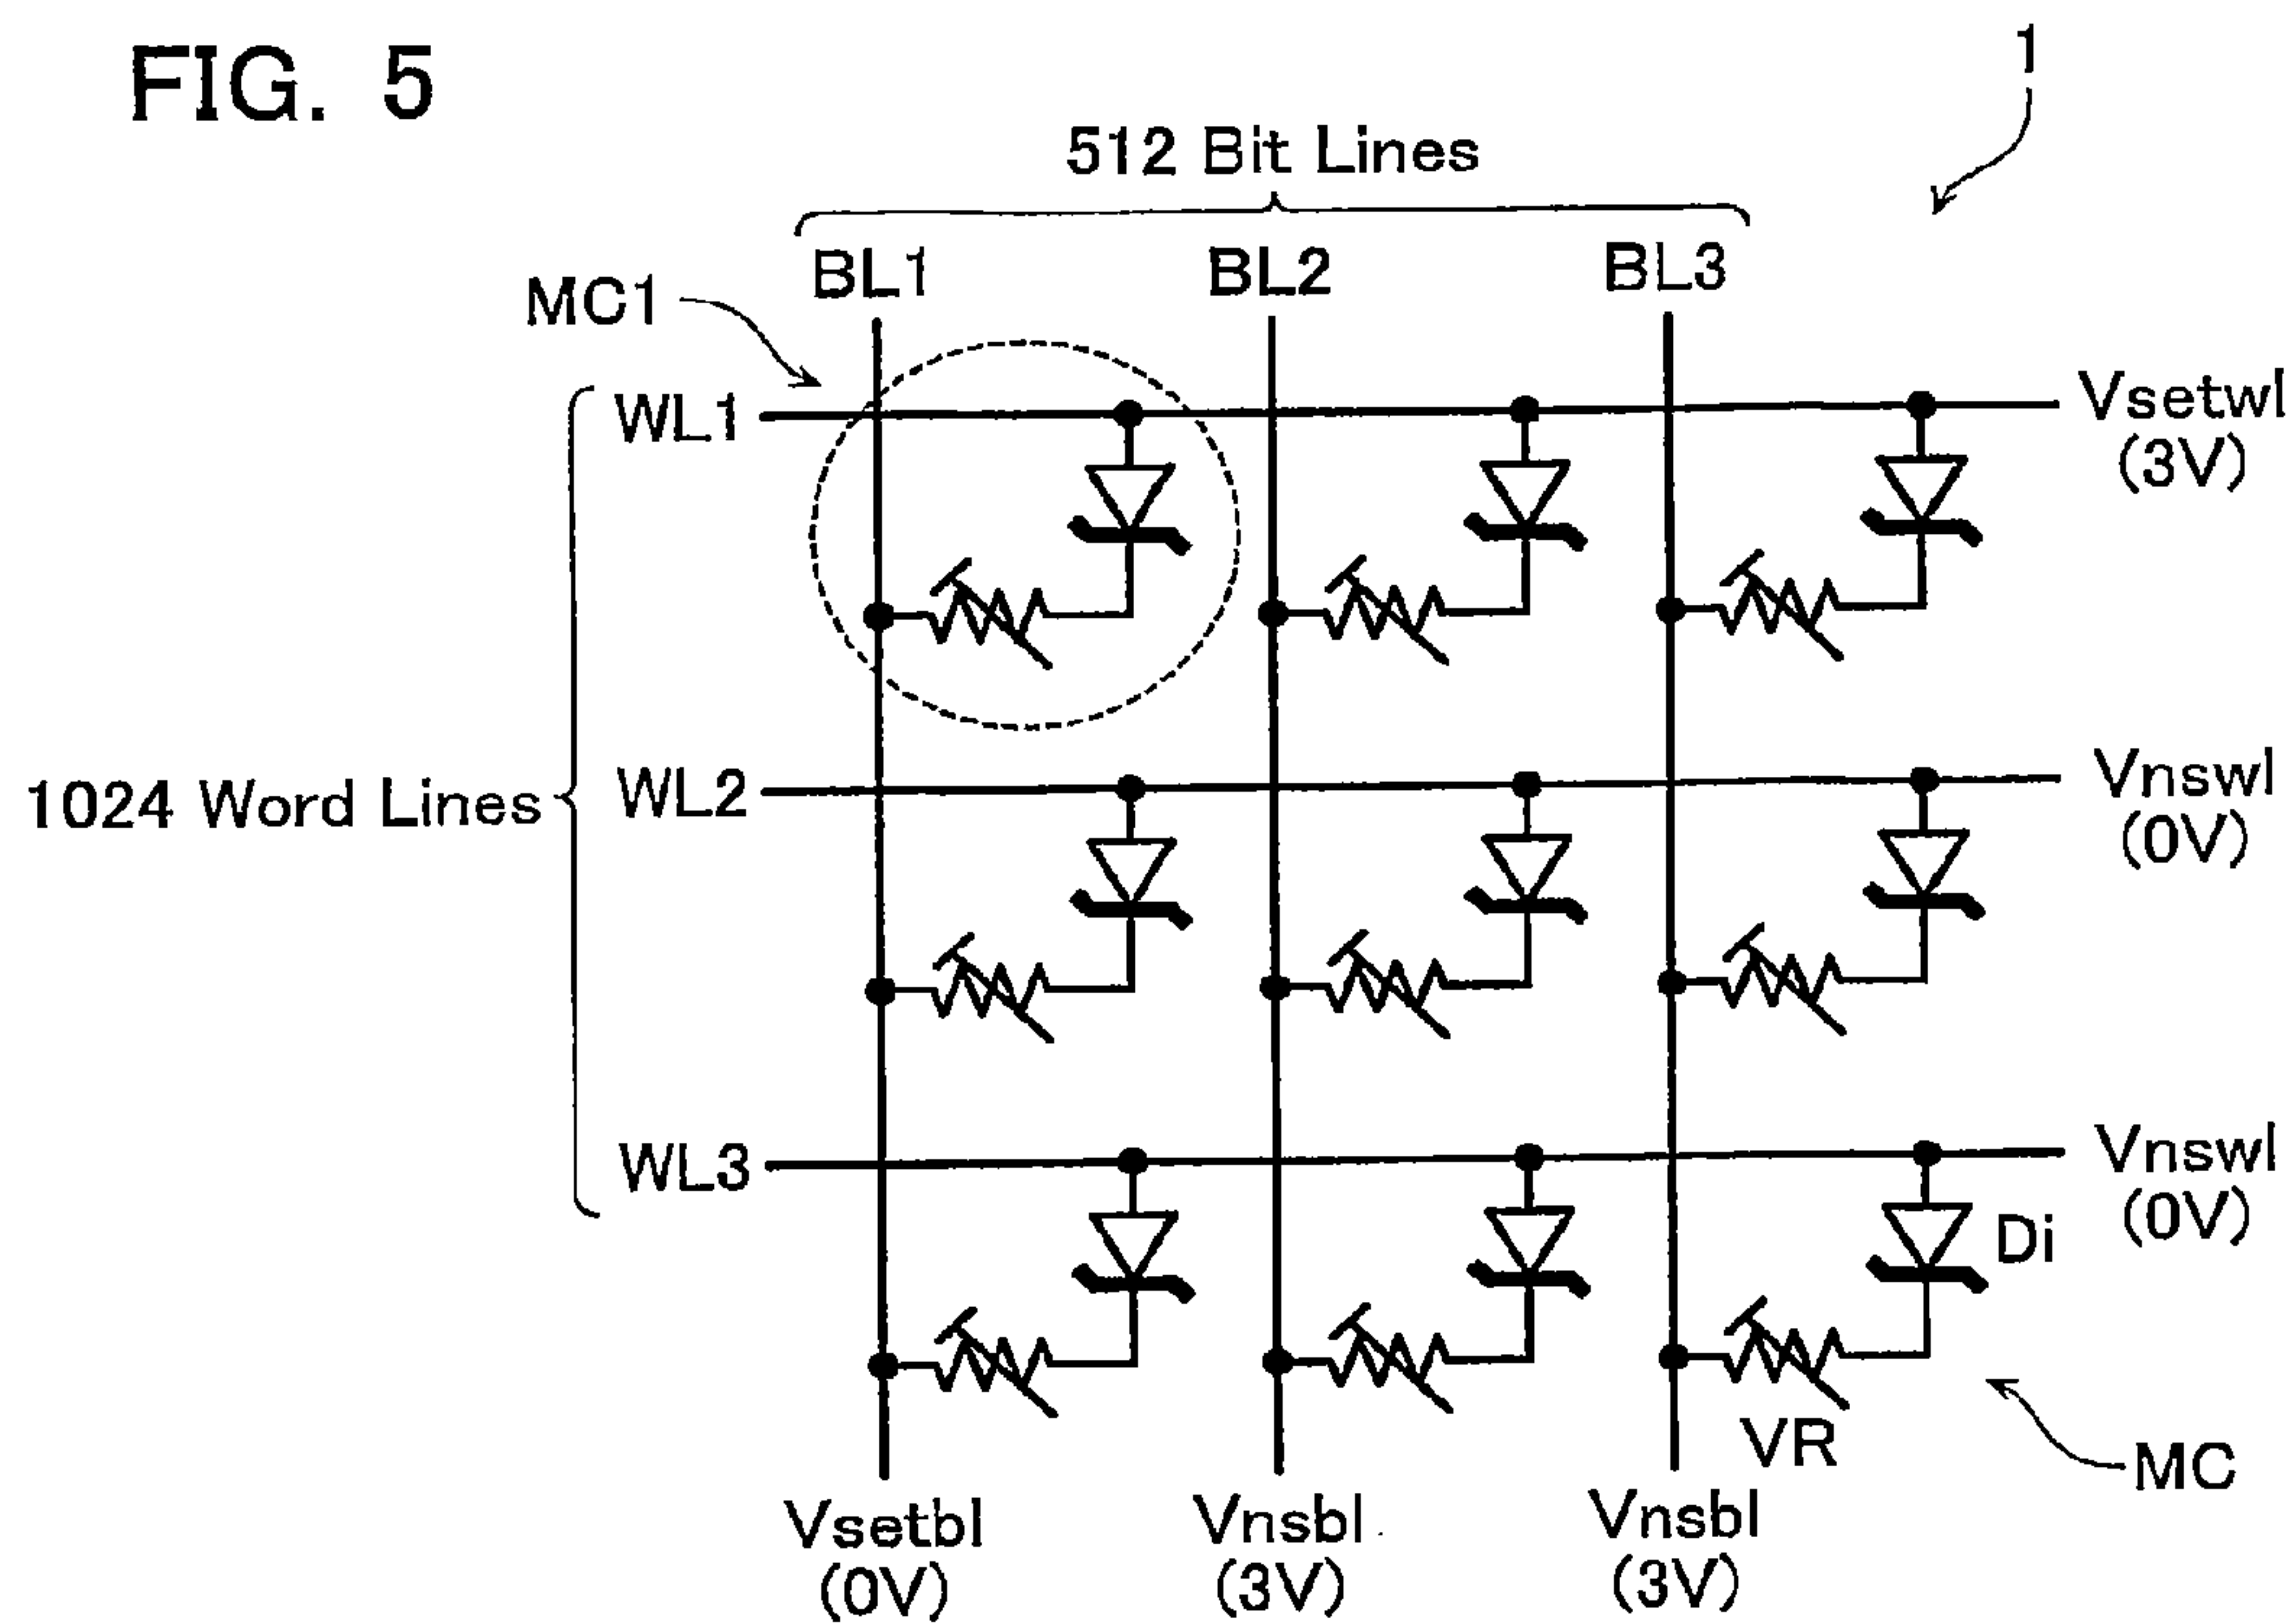 FIG. 5
1
512 Bit Lines
BL1
BL2
BL3
MC1
WL1
Vsetwl
(3V)
1024 Word Lines
WL2
Vnswl
(0V)
WL3
Vnswl
(0V)
Di
VR
MC
Vsetbl
(0V)
Vnsbl
(3V)
Vnsbl
(3V)